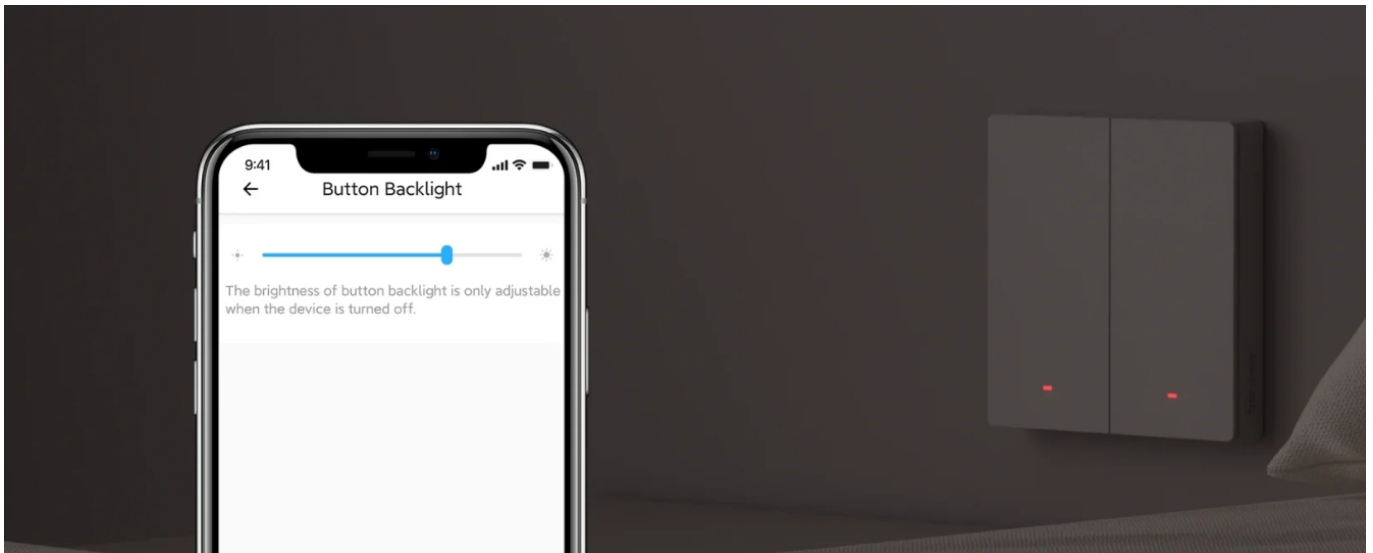 9:41
Button Backlight
The brightness of button backlight is only adjustable
when the device is turned off.